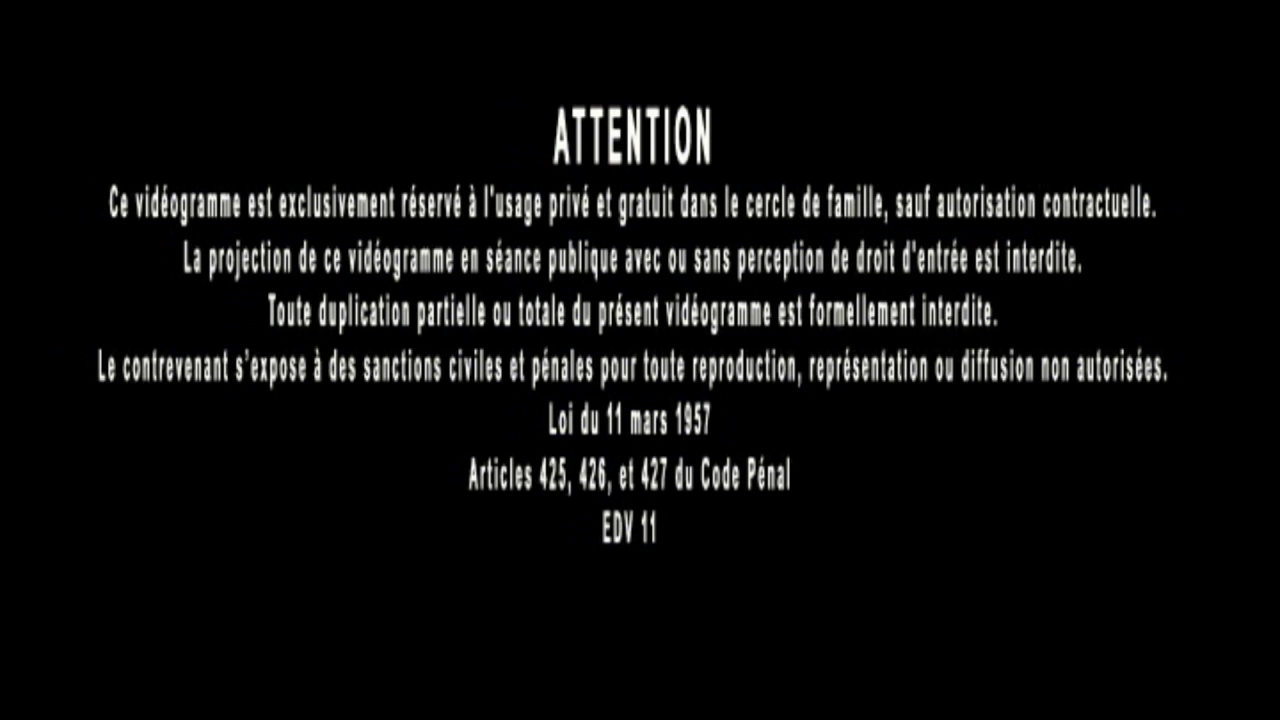 ATTENTION
Ce vidéogramme est exclusivement réservé à l'usage privé et gratuit dans le cercle de famille, sauf autorisation contractuelle.
La projection de ce vidéogramme en séance publique avec ou sans perception de droit d'entrée est interdite.
Toute duplication partielle ou totale du présent vidéogramme est formellement interdite.
Le contrevenant s'expose à des sanctions civiles et pénales pour toute reproduction, représentation ou diffusion non autorisées.
Loi du 11 mars 1957
Articles 425, 426, et 427 du Code Pénal
EDV 11